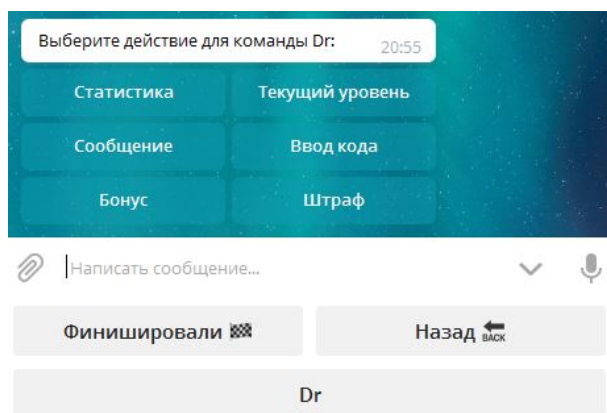 Выберите действие для команды Dr: 20:55
Статистика Текущий уровень
Сообщение Ввод кода
Бонус Штраф
Написать сообщение...
Финишировали 🏁 Назад 🔙 BACK
Dr